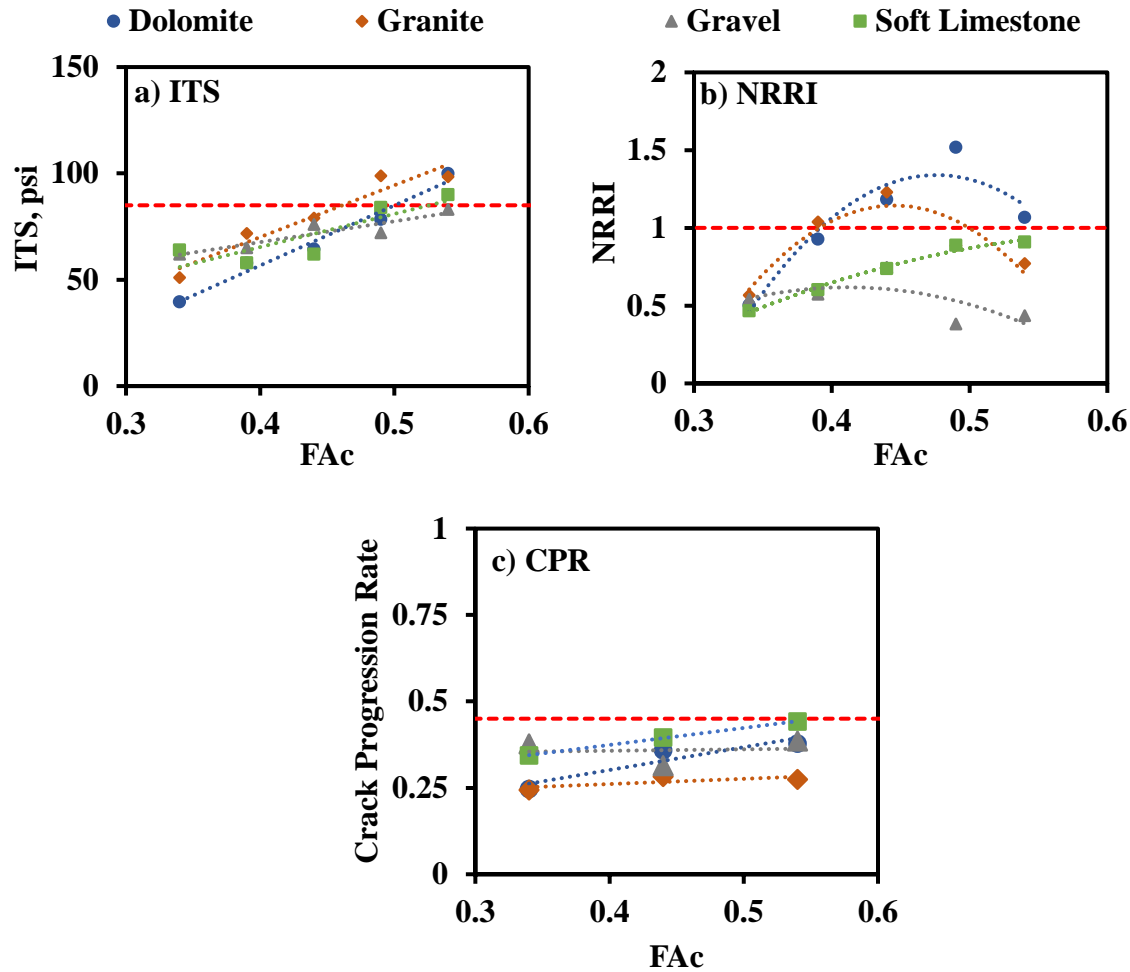 Dolomite Granite Gravel Soft Limestone
a) ITS
ITS, psi
150
100
50
0
0.3 0.4 0.5 0.6
FAc
b) NRRI
NRRI
2
1.5
1
0.5
0
0.3 0.4 0.5 0.6
FAc
c) CPR
Crack Progression Rate
1
0.75
0.5
0.25
0
0.3 0.4 0.5 0.6
FAc